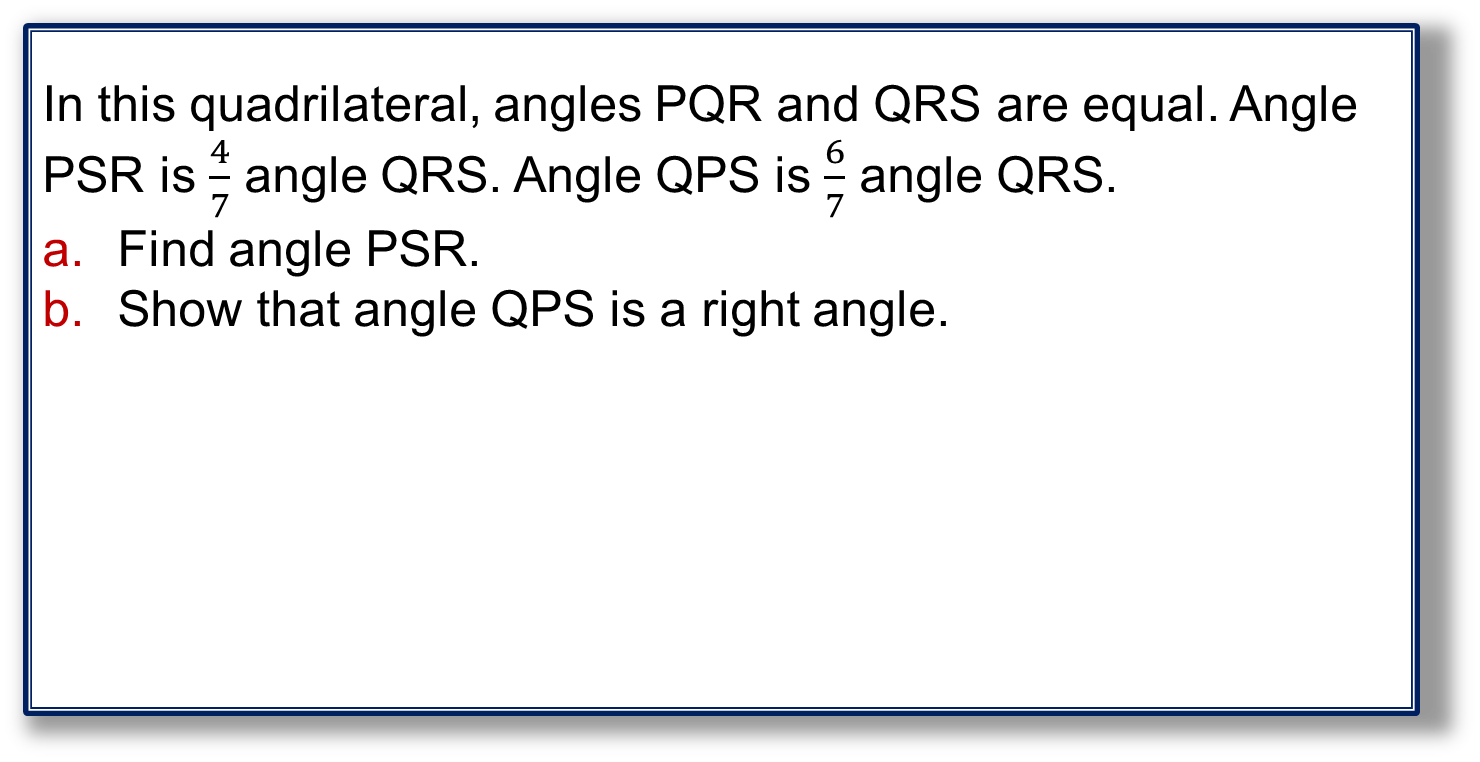 In this quadrilateral, angles PQR and QRS are equal. Angle
PSR is 4/7 angle QRS. Angle QPS is 6/7 angle QRS.
a. Find angle PSR.
b. Show that angle QPS is a right angle.